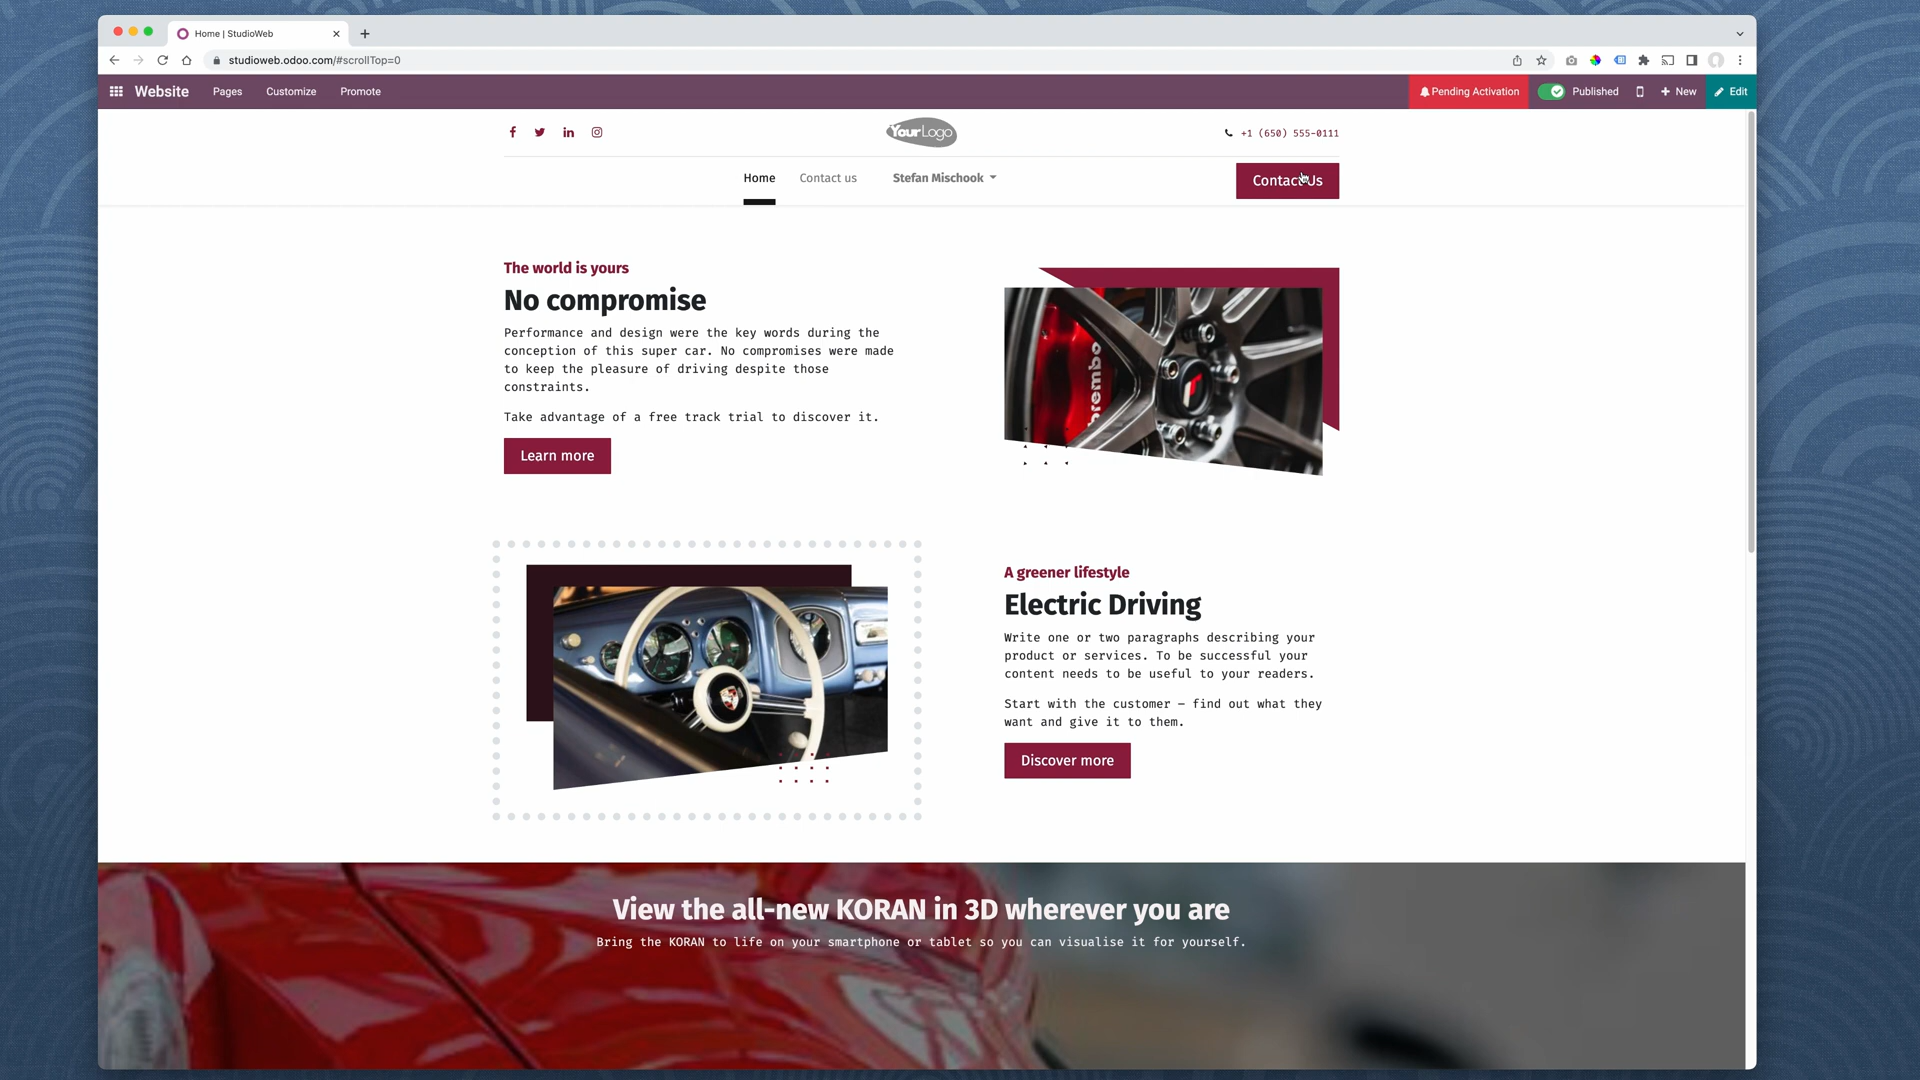 Home | StudioWeb
studioweb.odoo.com/#scrollTop=0
Website Pages Customize Promote Pending Activation Published New Edit
YourLogo +1 (650) 555-0111
Home Contact us Stefan Mischook Contact Us
The world is yours
No compromise
Performance and design were the key words during the
conception of this super car. No compromises were made
to keep the pleasure of driving despite those
constraints.
Take advantage of a free track trial to discover it.
Learn more
brembo
A greener lifestyle
Electric Driving
Write one or two paragraphs describing your
product or services. To be successful your
content needs to be useful to your readers.
Start with the customer – find out what they
want and give it to them.
Discover more
View the all-new KORAN in 3D wherever you are
Bring the KORAN to life on your smartphone or tablet so you can visualise it for yourself.